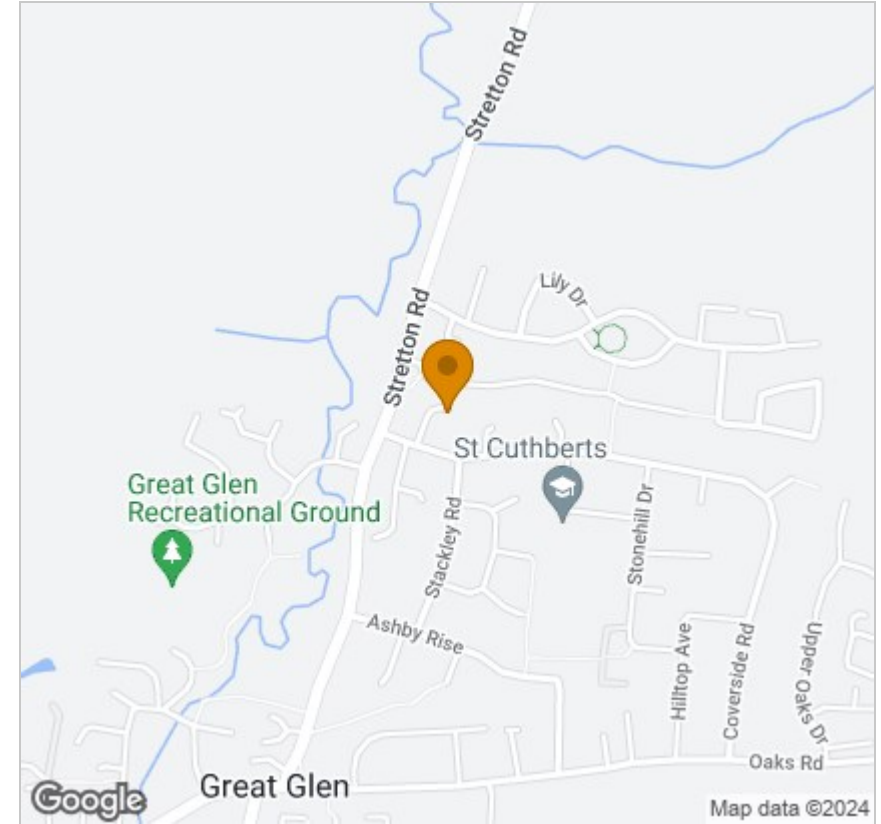 Stretton Rd
Lily Dr
Stretton Rd
St Cuthberts
Great Glen
Recreational Ground
Stackley Rd
Stonehill Dr
Ashby Rise
Hilltop Ave
Coverside Rd
Upper Oaks Dr
Oaks Rd
Great Glen
Google
Map data ©2024